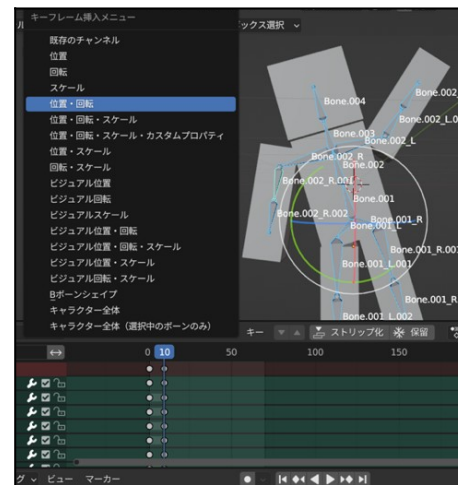 キーフレーム挿入メニュー
ックス選択
既存のチャンネル
位置
回転
スケール
位置・回転
位置・回転・スケール
位置・回転・スケール・カスタムプロパティ
位置・スケール
回転・スケール
ビジュアル位置
ビジュアル回転
ビジュアルスケール
ビジュアル位置・回転
ビジュアル位置・回転・スケール
ビジュアル位置・スケール
ビジュアル回転・スケール
Bボーンシェイプ
キャラクター全体
キャラクター全体（選択中のボーンのみ）
Bone.002_
Bone.004
Bone.002_L.0
Bone.003
Bone.002_L
Bone.002_R
Bone.002
Bone.002_R.001
Bone.001
Bone.002_R.002
Bone.001_R
Bone.001_L
Bone.001_R.001
Bone.001_L.001
Bone.001_R
Bone.001_L.002
キー ストリップ化 保留
0 10 50 100 150
グ ビュー マーカー